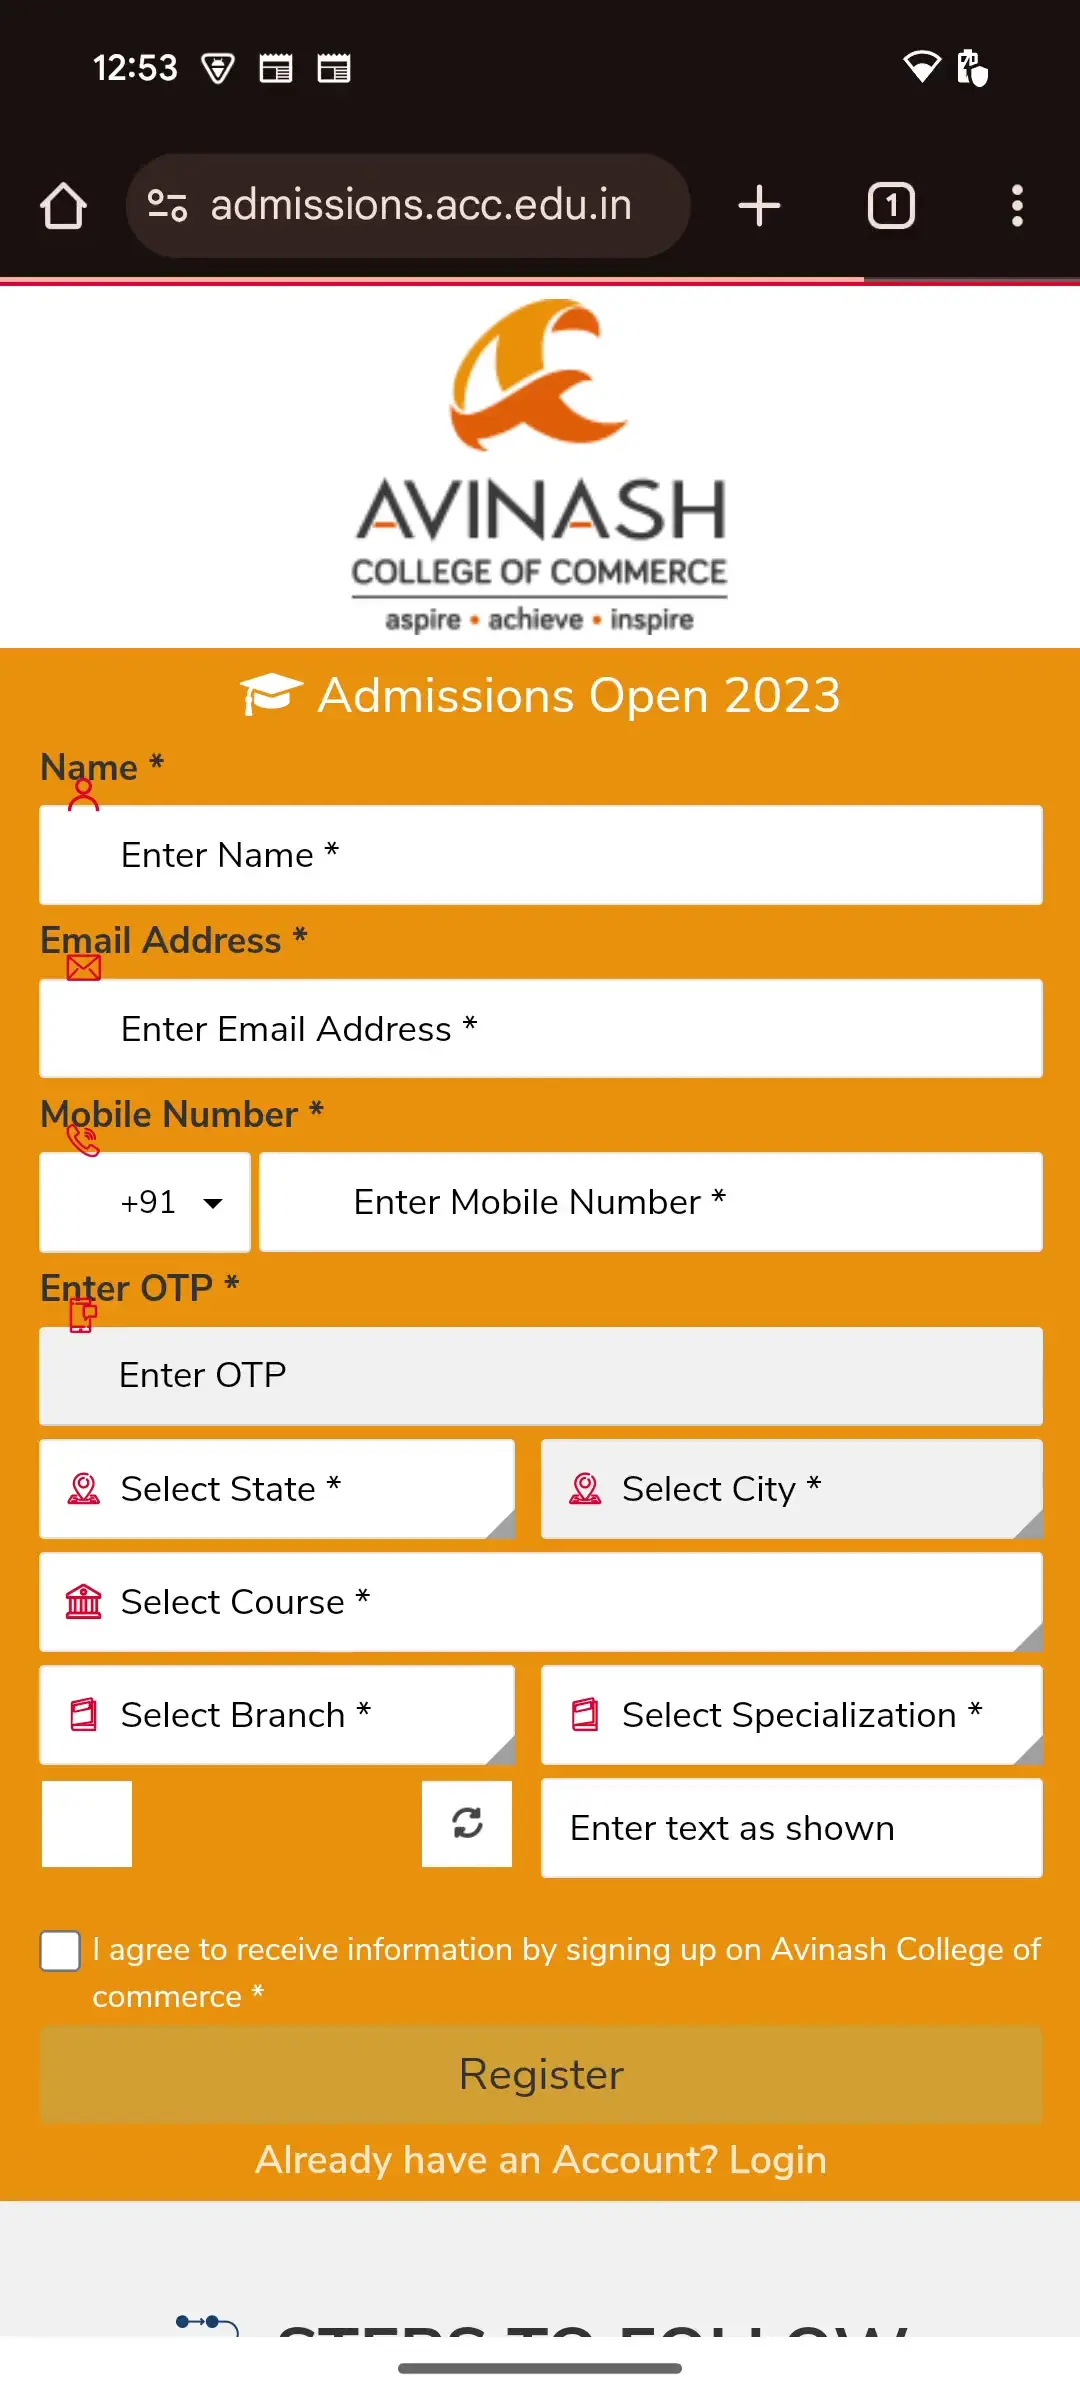 12:53
admissions.acc.edu.in
1
AVINASH
COLLEGE OF COMMERCE
aspire • achieve • inspire
Admissions Open 2023
Name *
Enter Name *
Email Address *
Enter Email Address *
Mobile Number *
+91
Enter Mobile Number *
Enter OTP *
Enter OTP
Select State *
Select City *
Select Course *
Select Branch *
Select Specialization *
Enter text as shown
I agree to receive information by signing up on Avinash College of
commerce *
Register
Already have an Account? Login
STEPS TO FOLLOW